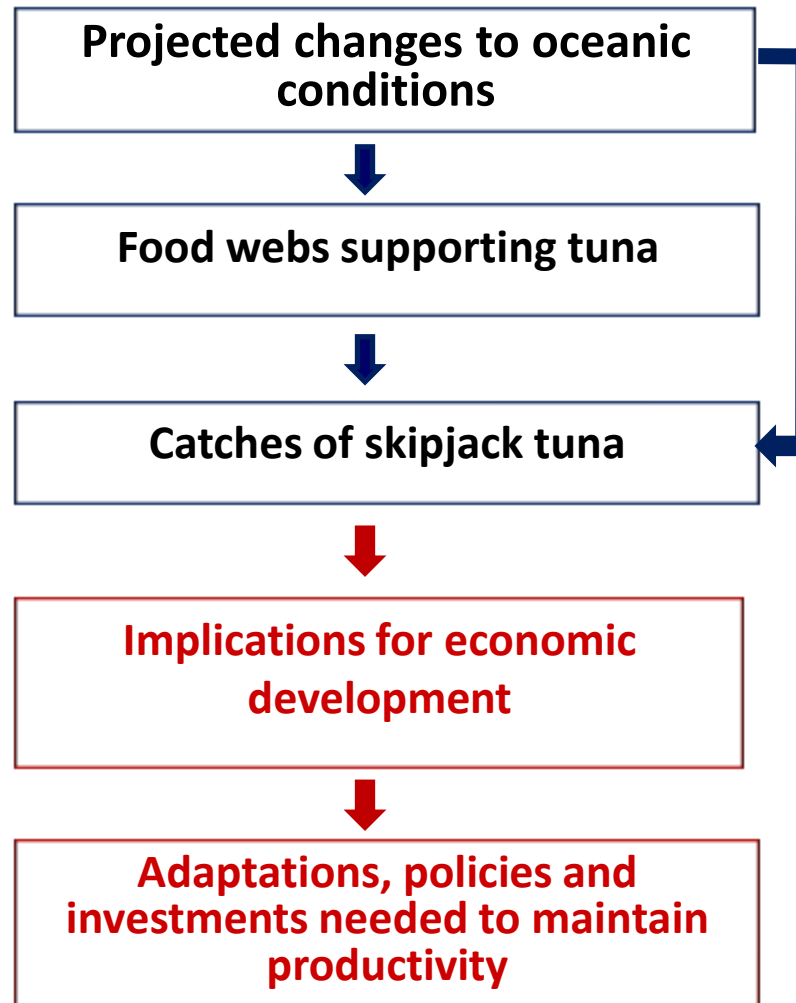 Projected changes to oceanic
conditions
Food webs supporting tuna
Catches of skipjack tuna
Implications for economic
development
Adaptations, policies and
investments needed to maintain
productivity